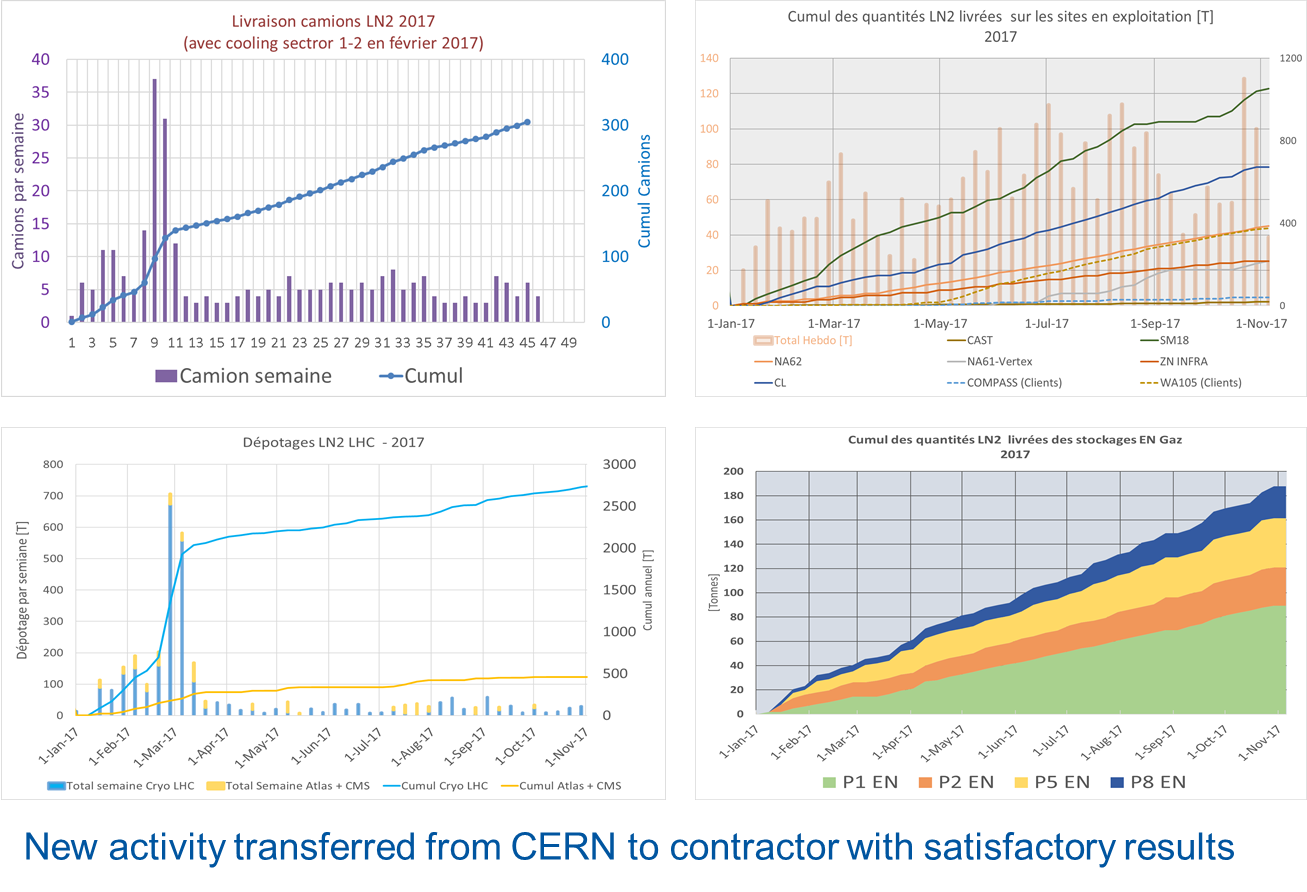 Livraison camions LN2 2017
(avec cooling sectror 1-2 en février 2017)
40
35
30
25
20
15
10
5
0
Camions par semaine
400
300
200
100
0
Cumul Camions
1 3 5 7 9 11 13 15 17 19 21 23 25 27 29 31 33 35 37 39 41 43 45 47 49
Camion semaine Cumul
Cumul des quantités LN2 livrées sur les sites en exploitation [T]
2017
140
120
100
80
60
40
20
0
1200
800
400
0
1-Jan-17 1-Mar-17 1-May-17 1-Jul-17 1-Sep-17 1-Nov-17
Total Hebdo [T] CAST SM18
NA62 NA61-Vertex ZN INFRA
CL COMPASS (Clients) WA105 (Clients)
Dépotages LN2 LHC - 2017
800
700
600
500
400
300
200
100
0
Dépotage par semiane [T]
3000
2500
2000
1500
1000
500
0
Cumul annuel [T]
1-Jan-17 1-Feb-17 1-Mar-17 1-Apr-17 1-May-17 1-Jun-17 1-Jul-17 1-Aug-17 1-Sep-17 1-Oct-17 1-Nov-17
Total semaine Cryo LHC Total Semaine Atlas + CMS Cumul Cryo LHC Cumul Atlas + CMS
Cumul des quantités LN2 livrées des stockages EN Gaz
2017
200
180
160
140
120
100
80
60
40
20
0
[Tonnes]
1-Jan-17 1-Feb-17 1-Mar-17 1-Apr-17 1-May-17 1-Jun-17 1-Jul-17 1-Aug-17 1-Sep-17 1-Oct-17 1-Nov-17
P1 EN P2 EN P5 EN P8 EN
New activity transferred from CERN to contractor with satisfactory results